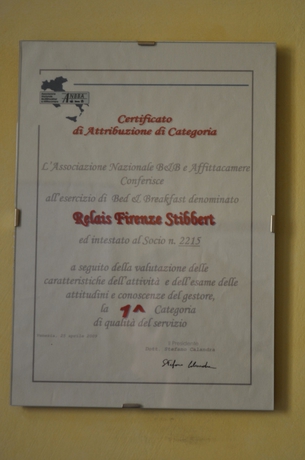 Certificato
di Attribuzione di Categoria
L'Associazione Nazionale B&B e Affittacamere
Conferisce
all'esercizio di Bed & Breakfast denominato
Relais Firenze Stibbert
ed intestato al Socio n. 2215
a seguito della valutazione delle
caratteristiche dell'attività e dell'esame delle
attitudini e conoscenze del gestore,
la 1ª Categoria
di qualità del servizio